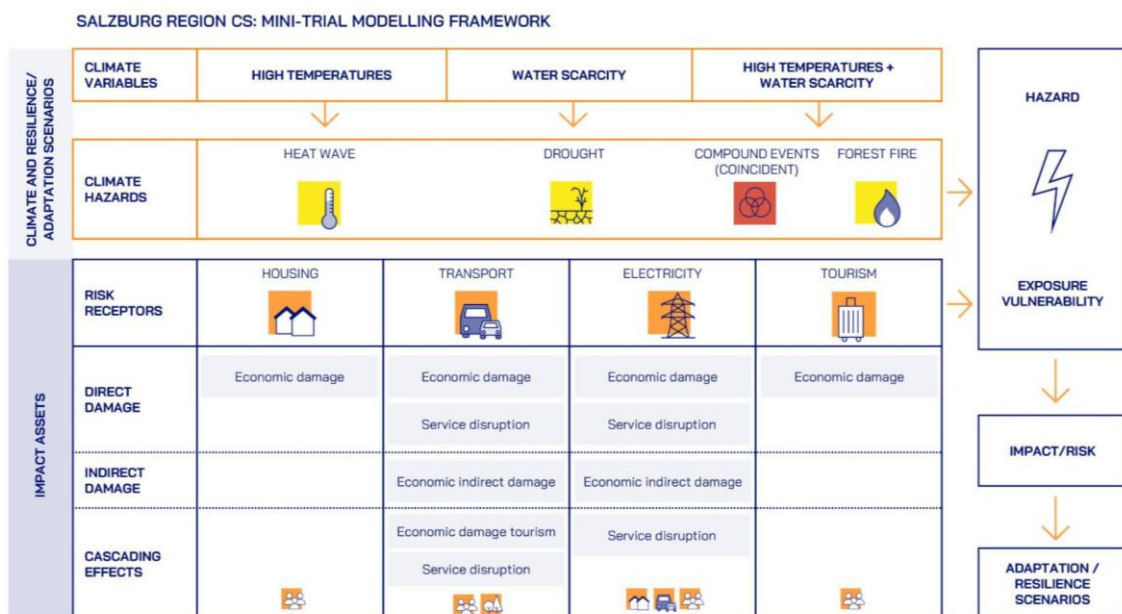 SALZBURG REGION CS: MINI-TRIAL MODELLING FRAMEWORK
CLIMATE AND RESILIENCE/
ADAPTATION SCENARIOS
CLIMATE
VARIABLES
HIGH TEMPERATURES
WATER SCARCITY
HIGH TEMPERATURES +
WATER SCARCITY
CLIMATE
HAZARDS
HEAT WAVE
DROUGHT
COMPOUND EVENTS
(COINCIDENT)
FOREST FIRE
HAZARD
EXPOSURE
VULNERABILITY
IMPACT ASSETS
RISK
RECEPTORS
HOUSING
TRANSPORT
ELECTRICITY
TOURISM
DIRECT
DAMAGE
Economic damage
Economic damage
Economic damage
Economic damage
Service disruption
Service disruption
INDIRECT
DAMAGE
Economic indirect damage
Economic indirect damage
IMPACT/RISK
CASCADING
EFFECTS
Economic damage tourism
Service disruption
Service disruption
ADAPTATION /
RESILIENCE
SCENARIOS